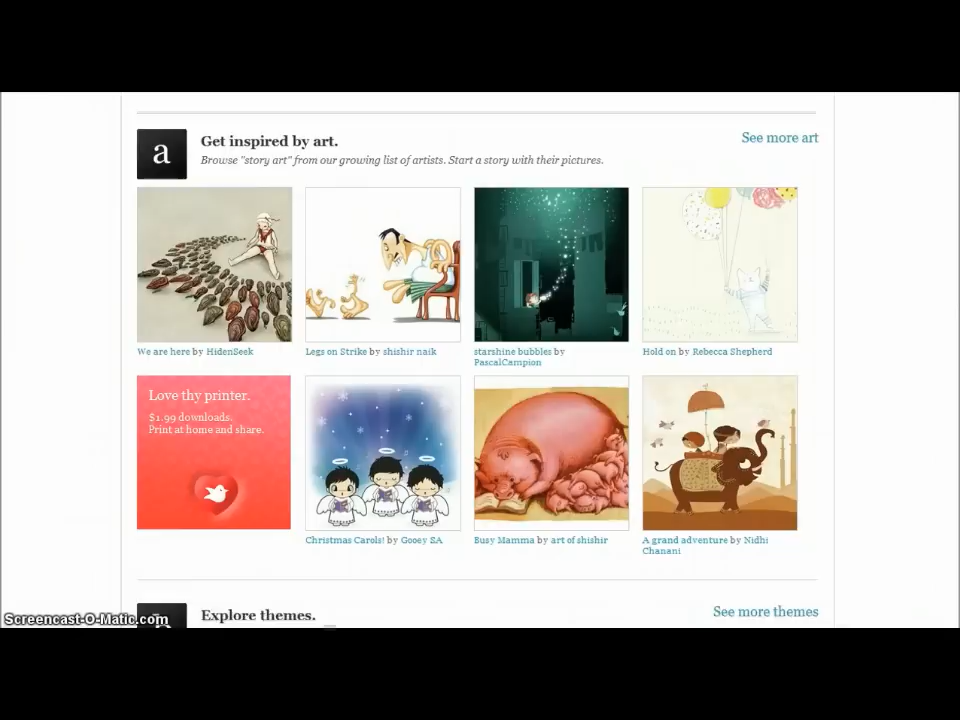 a
Get inspired by art.
See more art
Browse "story art" from our growing list of artists. Start a story with their pictures.
We are here by HidenSeek
Legs on Strike by shishir naik
starshine bubbles by
PascalCampion
Hold on by Rebecca Shepherd
Love thy printer.
$1.99 downloads.
Print at home and share.
Christmas Carols! by Gooey SA
Busy Mamma by art of shishir
A grand adventure by Nidhi
Chanani
Explore themes.
See more themes
Screencast-O-Matic.com